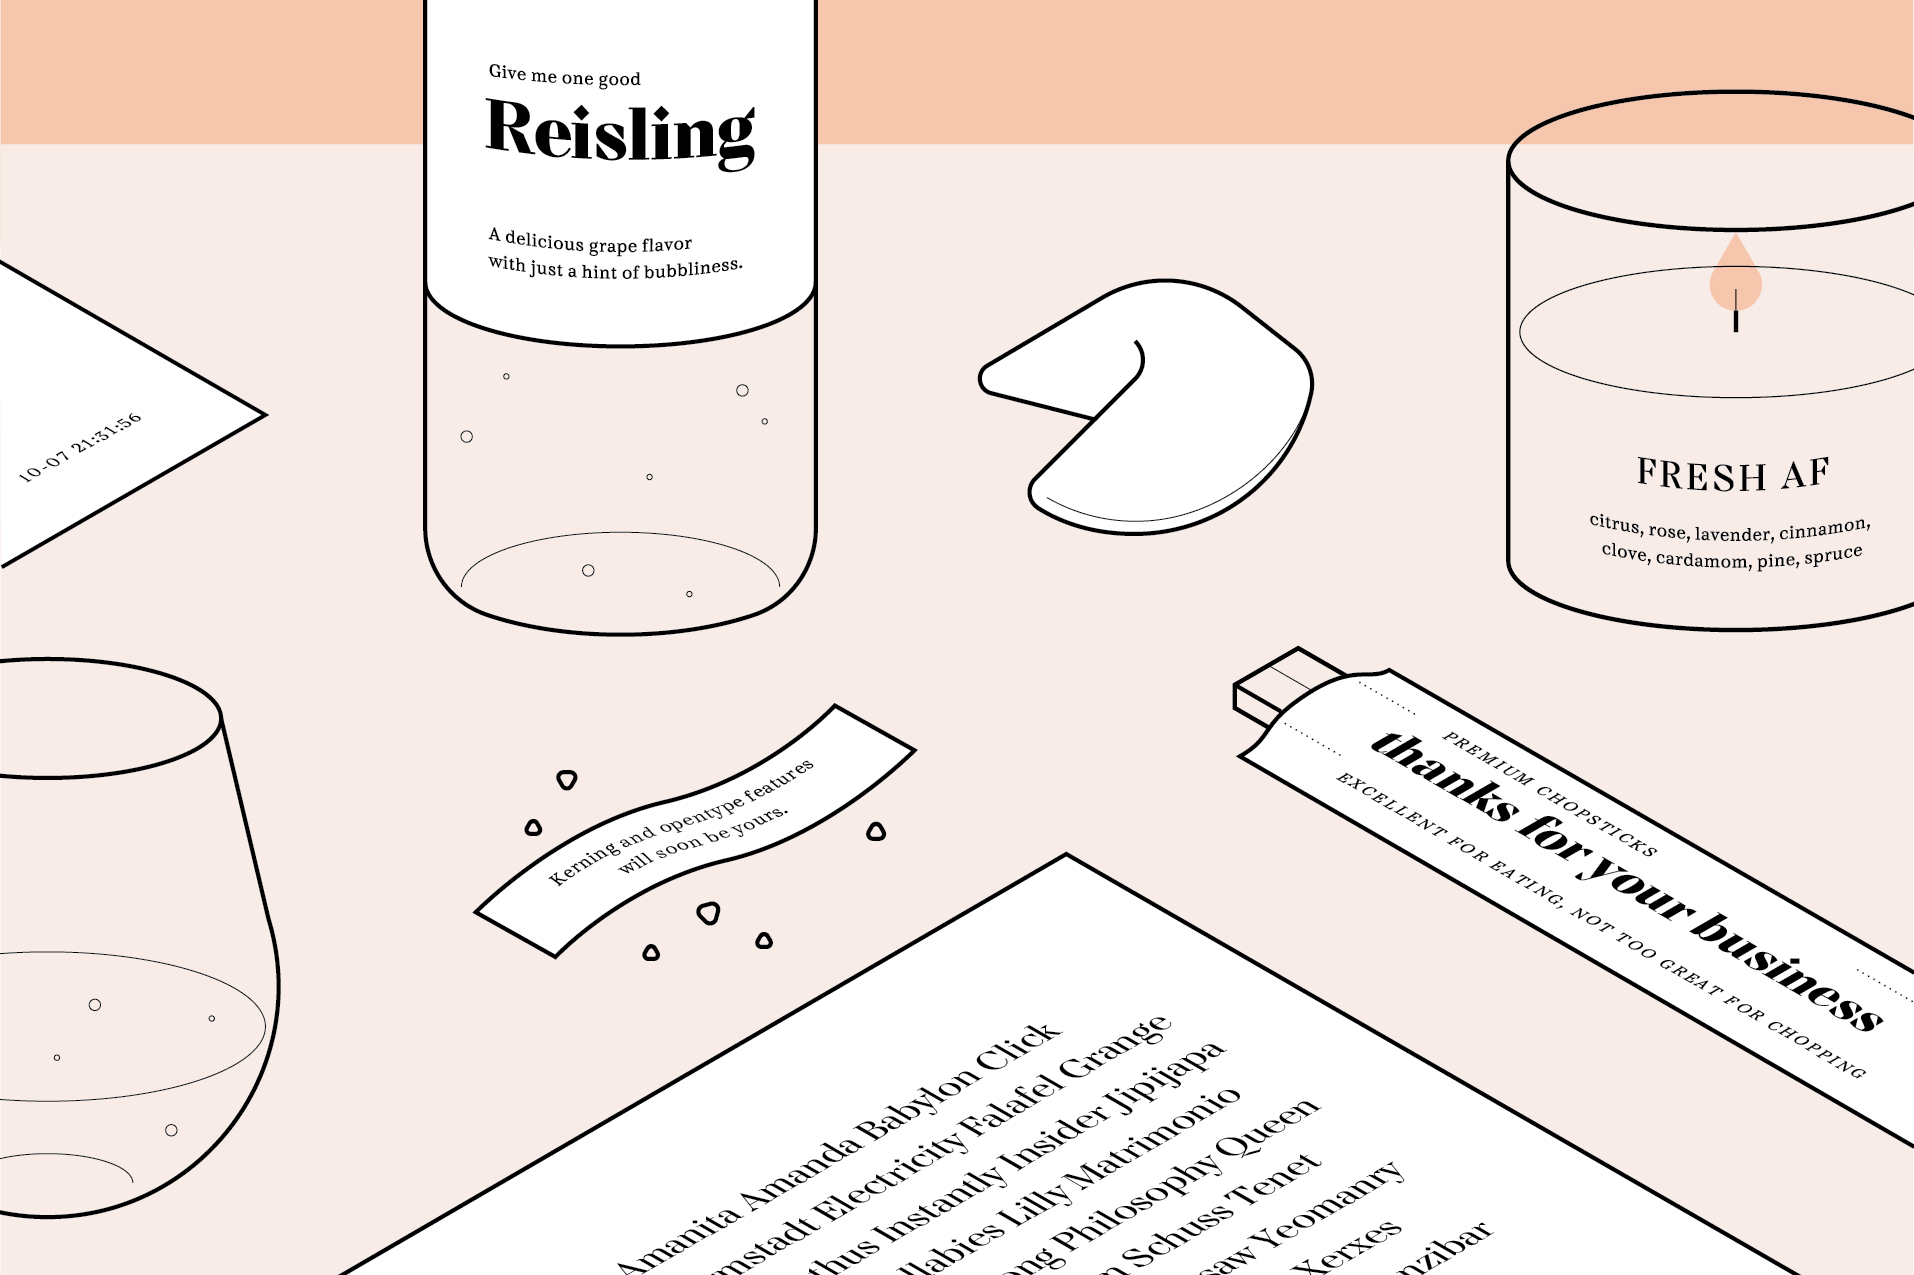 Give me one good
Reisling
A delicious grape flavor
with just a hint of bubbliness.
10-07 21:31:56
FRESH AF
citrus, rose, lavender, cinnamon,
clove, cardamom, pine, spruce
PREMIUM CHOPSTICKS
thanks for your business
EXCELLENT FOR EATING, NOT TOO GREAT FOR CHOPPING
Kerning and opentype features
will soon be yours.
Amanita Amanda Babylon Click
Electricity Falafel Grange
Instantly Insider Jipijapa
Lilly Matrimonio
Philosophy Queen
Schuss Tenet
Yeomanry
Xerxes